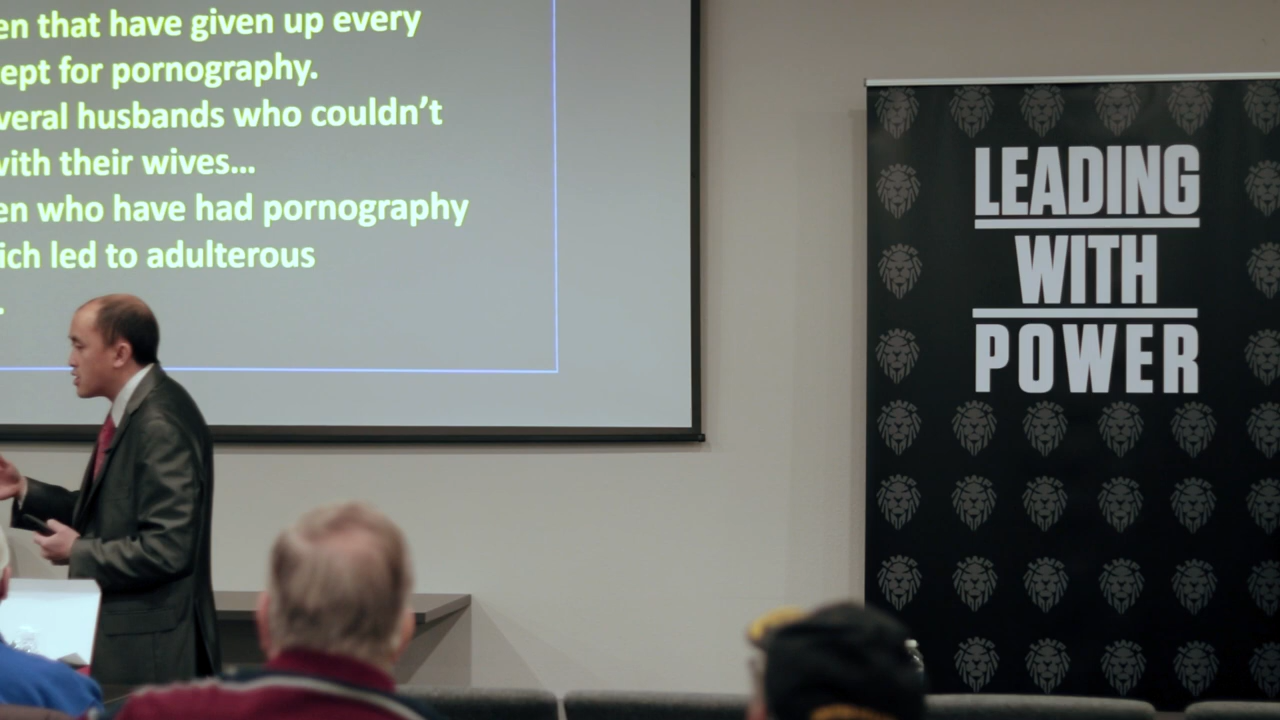 en that have given up every
ept for pornography.
veral husbands who couldn't
with their wives...
en who have had pornography
ich led to adulterous
.
LEADING
WITH
POWER